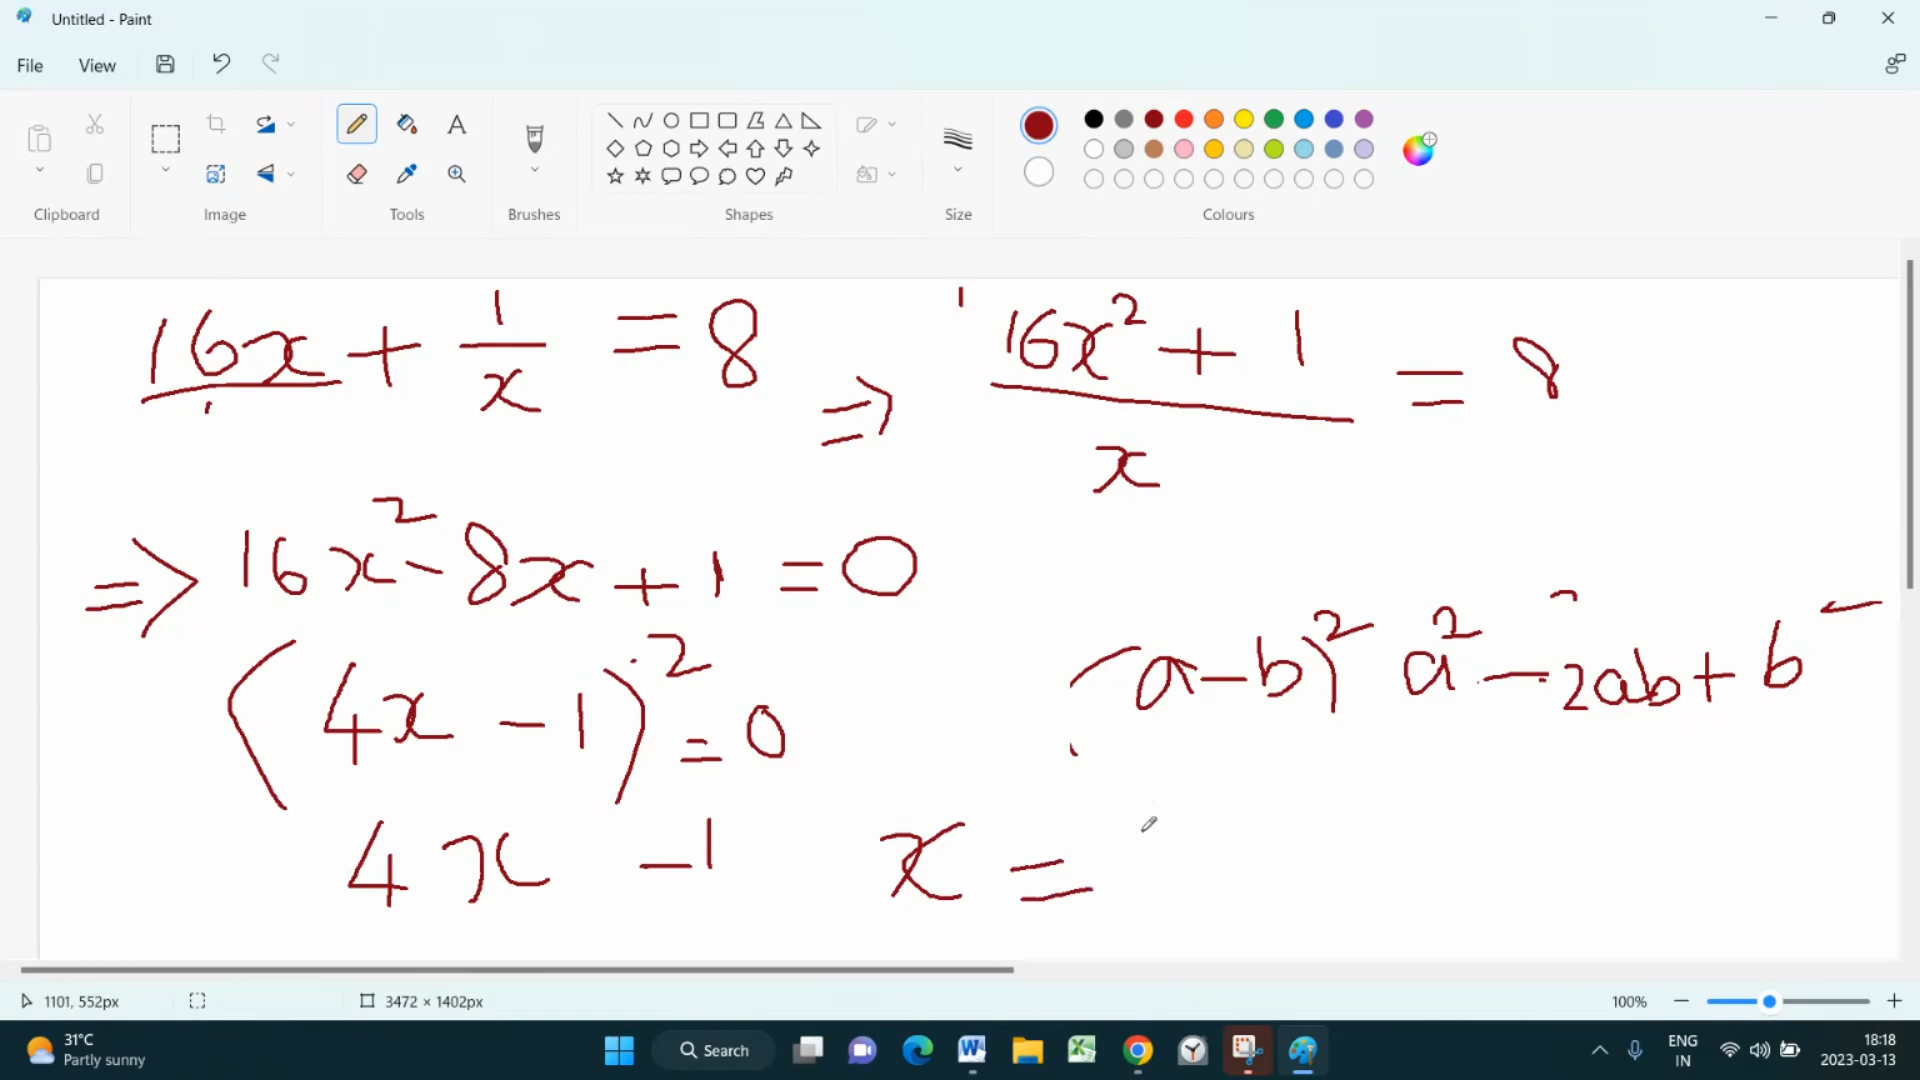 Untitled - Paint
File View
Clipboard Image Tools Brushes Shapes Size Colours
16x + 1/x = 8 ⇒ (16x² + 1)/x = 8
⇒ 16x² - 8x + 1 = 0
(4x - 1)² = 0 (a-b)² a² - 2ab + b
4x - 1 x =
1101, 552px 3472 × 1402px 100%
31°C
Partly sunny
Search
ENG
IN
18:18
2023-03-13